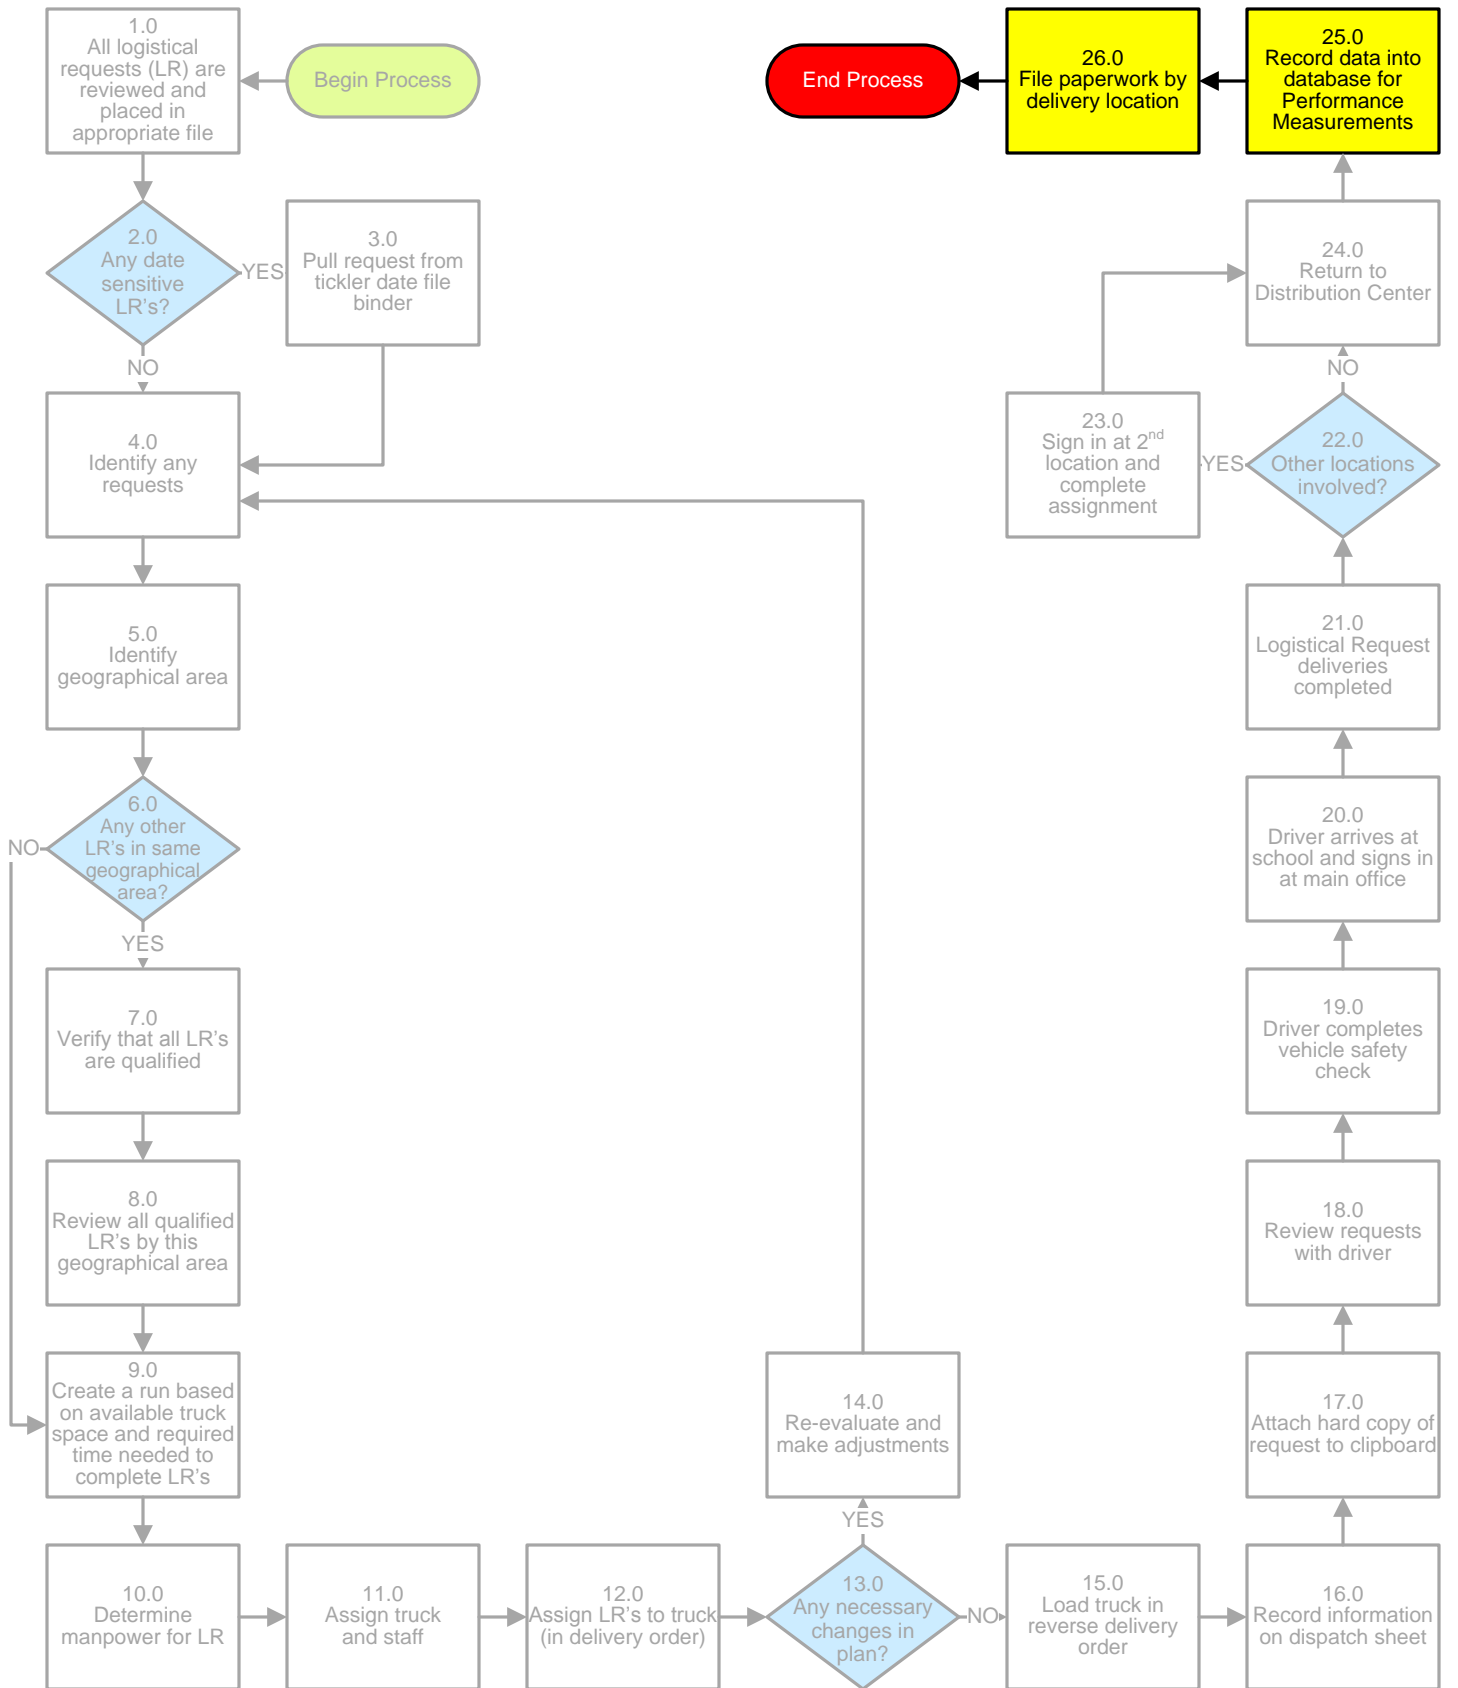 1.0
All logistical
requests (LR) are
reviewed and
placed in
appropriate file
Begin Process
End Process
26.0
File paperwork by
delivery location
25.0
Record data into
database for
Performance
Measurements
2.0
Any date
sensitive
LR's?
YES
3.0
Pull request from
tickler date file
binder
24.0
Return to
Distribution Center
NO
NO
4.0
Identify any
requests
23.0
Sign in at 2nd
location and
complete
assignment
YES
22.0
Other locations
involved?
5.0
Identify
geographical area
21.0
Logistical Request
deliveries
completed
6.0
Any other
LR's in same
geographical
area?
NO
YES
20.0
Driver arrives at
school and signs in
at main office
7.0
Verify that all LR's
are qualified
19.0
Driver completes
vehicle safety
check
8.0
Review all qualified
LR's by this
geographical area
18.0
Review requests
with driver
9.0
Create a run based
on available truck
space and required
time needed to
complete LR's
14.0
Re-evaluate and
make adjustments
17.0
Attach hard copy of
request to clipboard
YES
10.0
Determine
manpower for LR
11.0
Assign truck
and staff
12.0
Assign LR's to truck
(in delivery order)
13.0
Any necessary
changes in
plan?
NO
15.0
Load truck in
reverse delivery
order
16.0
Record information
on dispatch sheet